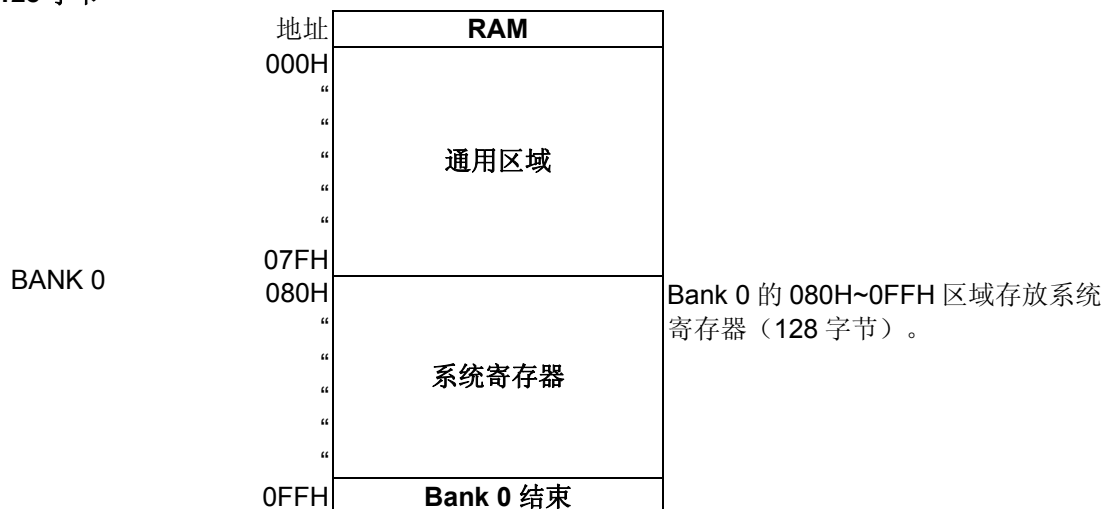 地址 RAM
000H
“
“
“ 通用区域
“
“
07FH
BANK 0
080H Bank 0 的 080H~0FFH 区域存放系统
“ 寄存器（128 字节）。
“
“ 系统寄存器
“
“
0FFH Bank 0 结束